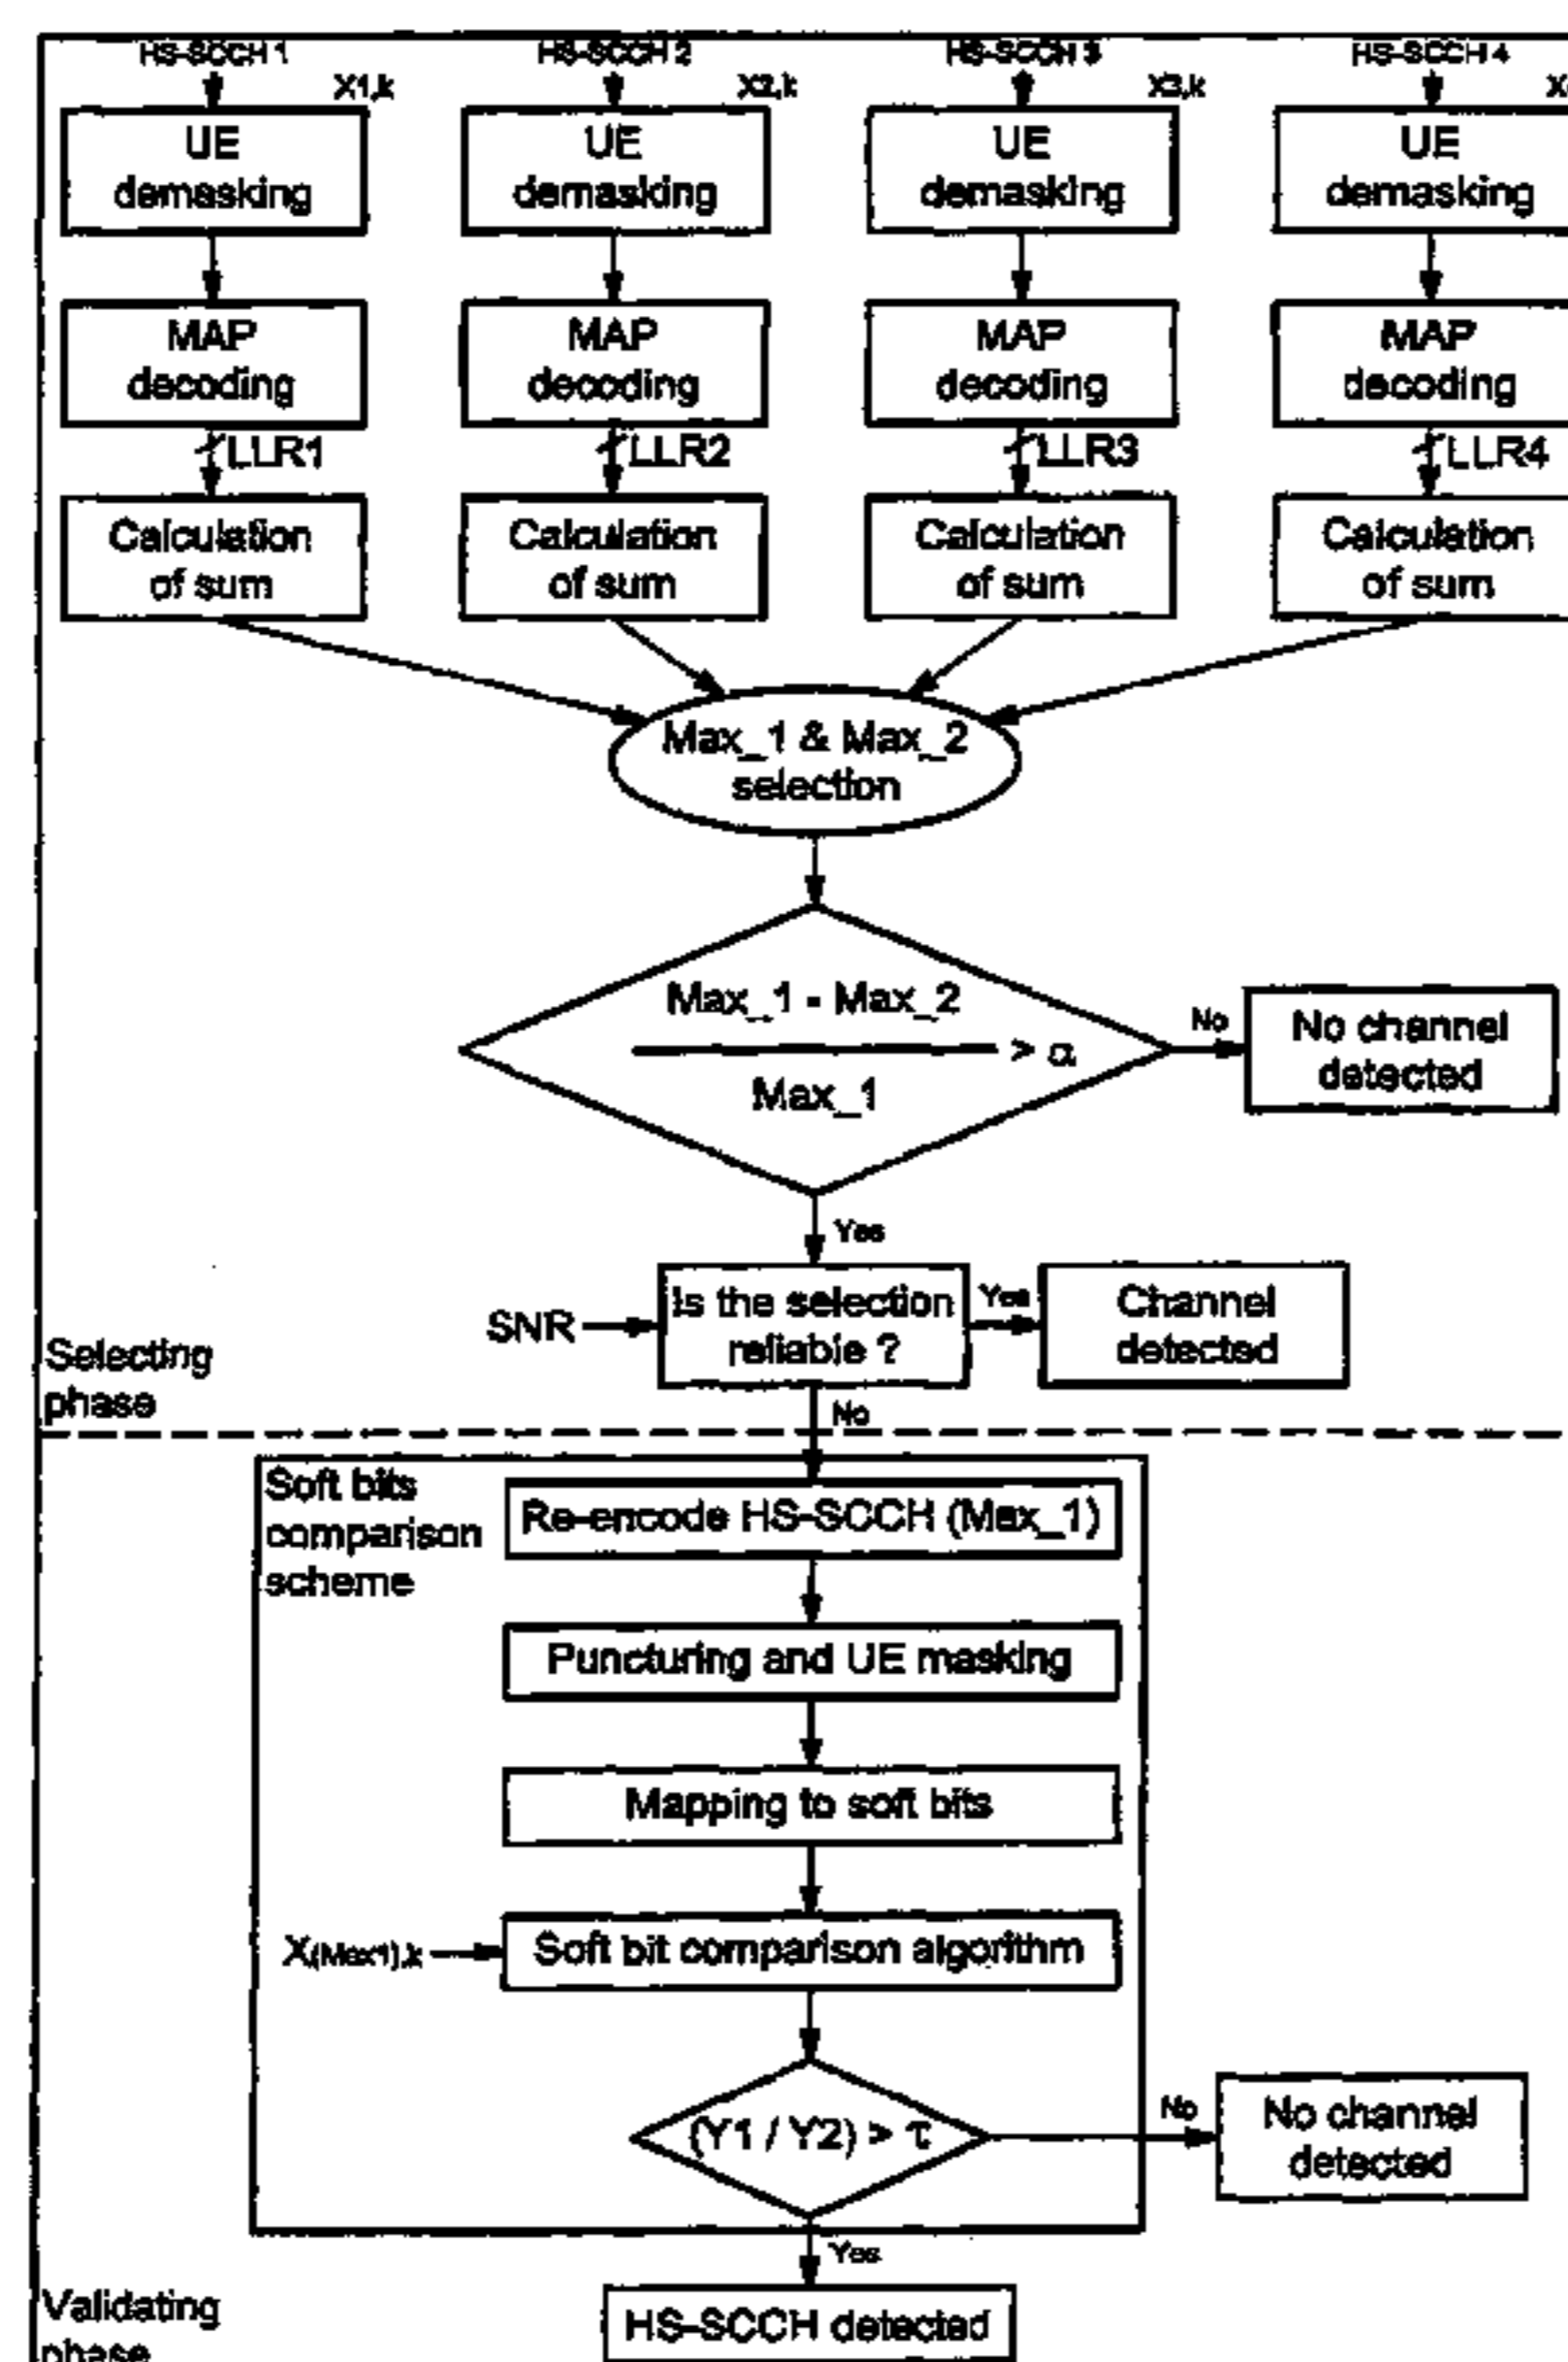 HS-SCCH 1 HS-SCCH 2 HS-SCCH 3 HS-SCCH 4
X1,k X2,k X3,k
UE UE UE UE
demasking demasking demasking demasking
MAP MAP MAP MAP
decoding decoding decoding decoding
LLR1 LLR2 LLR3 LLR4
Calculation Calculation Calculation Calculation
of sum of sum of sum of sum
Max_1 & Max_2
selection
Max_1 - Max_2
> α
Max_1
No
No channel
detected
Yes
SNR
Is the selection
reliable ?
Yes
Channel
detected
Selecting
phase
No
Soft bits
comparison
scheme
Re-encode HS-SCCH (Max_1)
Puncturing and UE masking
Mapping to soft bits
X(Max1),k
Soft bit comparison algorithm
(Y1 / Y2) > τ
No
No channel
detected
Yes
HS-SCCH detected
Validating
phase